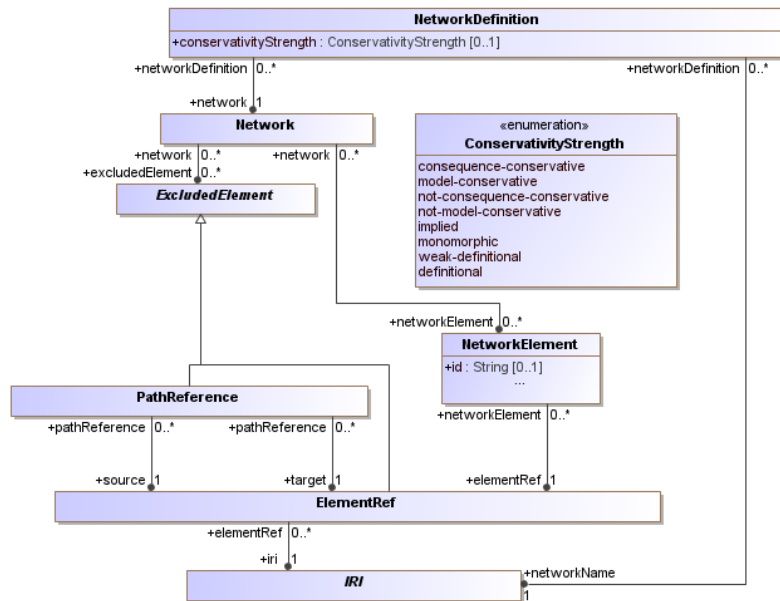 NetworkDefinition
+conservativityStrength : ConservativityStrength [0..1]
+networkDefinition 0..*
+networkDefinition 0..*
+network 1
Network
«enumeration»
ConservativityStrength
consequence-conservative
model-conservative
not-consequence-conservative
not-model-conservative
implied
monomorphic
weak-definitional
definitional
+network 0..*
+network 0..*
+excludedElement 0..*
ExcludedElement
+networkElement 0..*
NetworkElement
+id : String [0..1]
...
PathReference
+networkElement 0..*
+pathReference 0..*
+pathReference 0..*
+source 1
+target 1
+elementRef 1
ElementRef
+elementRef 0..*
+iri 1
IRI
+networkName
1